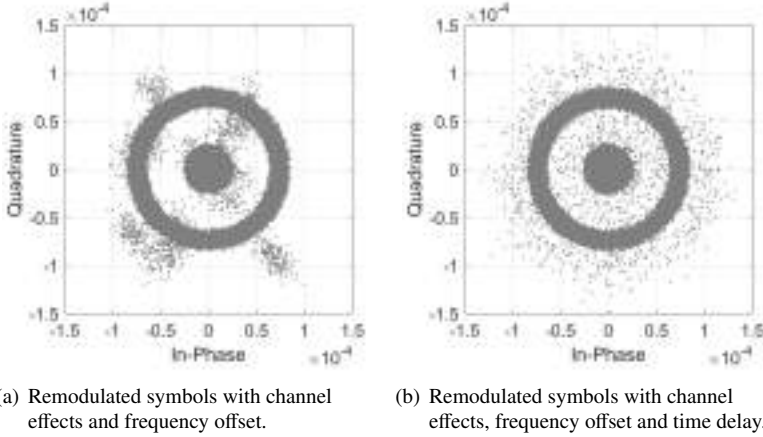 ×10⁻⁴
1.5
1
0.5
0
-0.5
-1
-1.5
Quadrature
-1.5 -1 -0.5 0 0.5 1 1.5
In-Phase
×10⁻⁴
×10⁻⁴
1.5
1
0.5
0
-0.5
-1
-1.5
Quadrature
-1.5 -1 -0.5 0 0.5 1 1.5
In-Phase
×10⁻⁴
a) Remodulated symbols with channel
effects and frequency offset.
(b) Remodulated symbols with channel
effects, frequency offset and time delay.